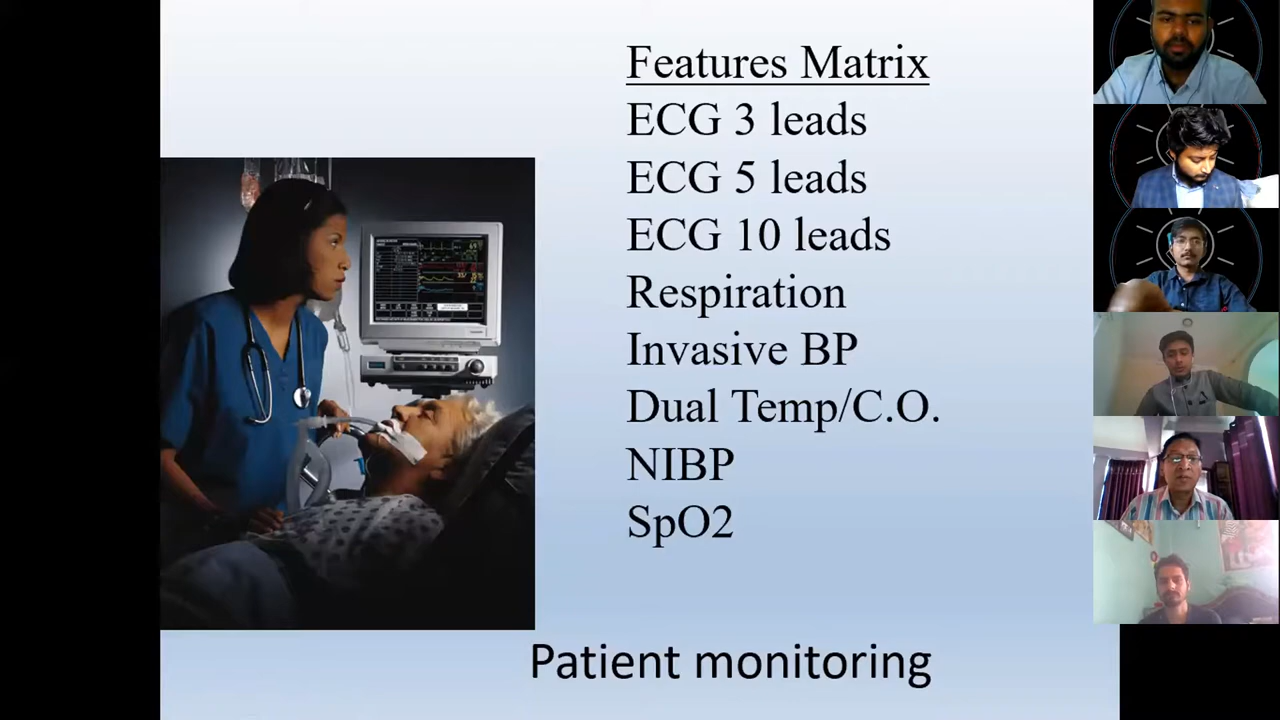 Features Matrix
ECG 3 leads
ECG 5 leads
ECG 10 leads
Respiration
Invasive BP
Dual Temp/C.O.
NIBP
SpO2
Patient monitoring